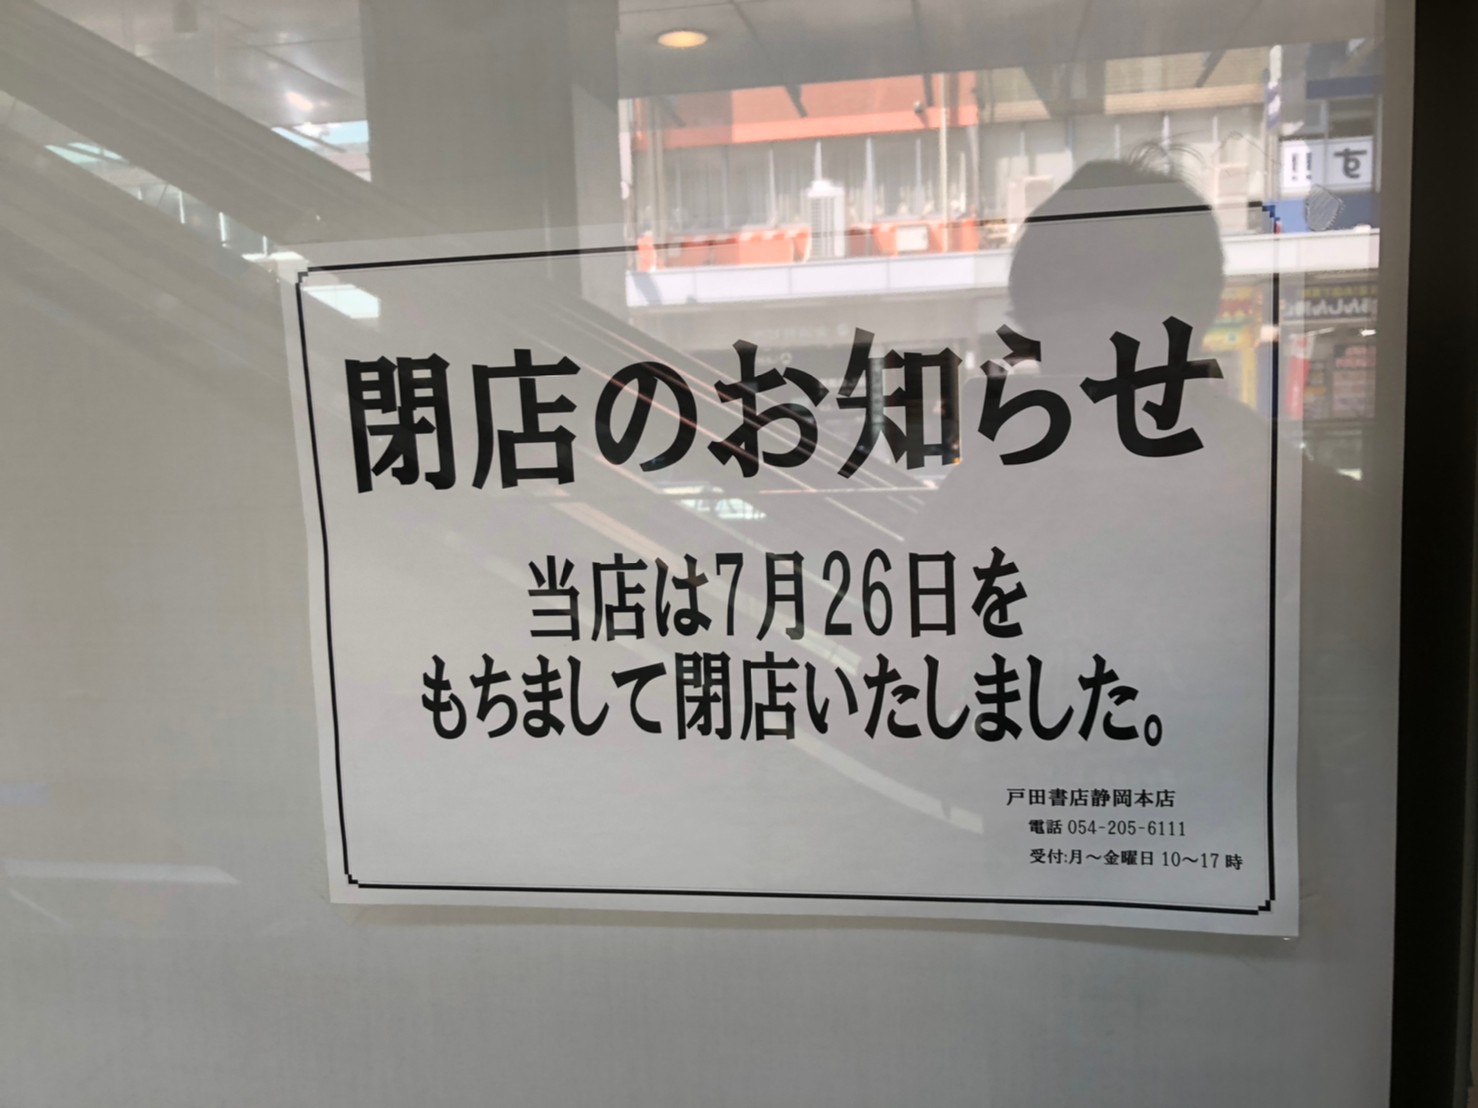 閉店のお知らせ
当店は7月26日を
もちまして閉店いたしました。
戸田書店静岡本店
電話 054-205-6111
受付:月～金曜日 10～17時
す!!